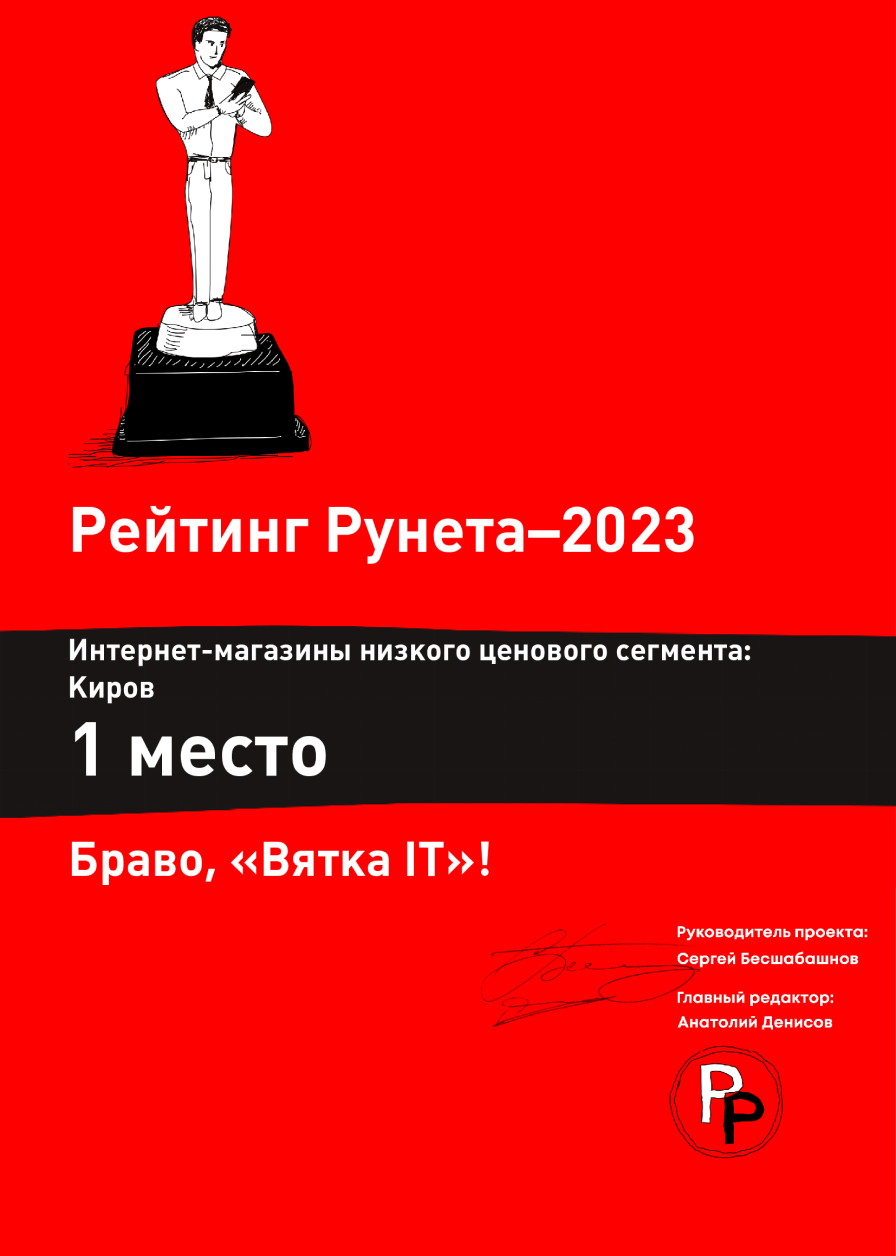 Рейтинг Рунета–2023
Интернет-магазины низкого ценового сегмента:
Киров
1 место
Браво, «Вятка IT»!
Руководитель проекта:
Сергей Бесшабашнов
Главный редактор:
Анатолий Денисов
РР